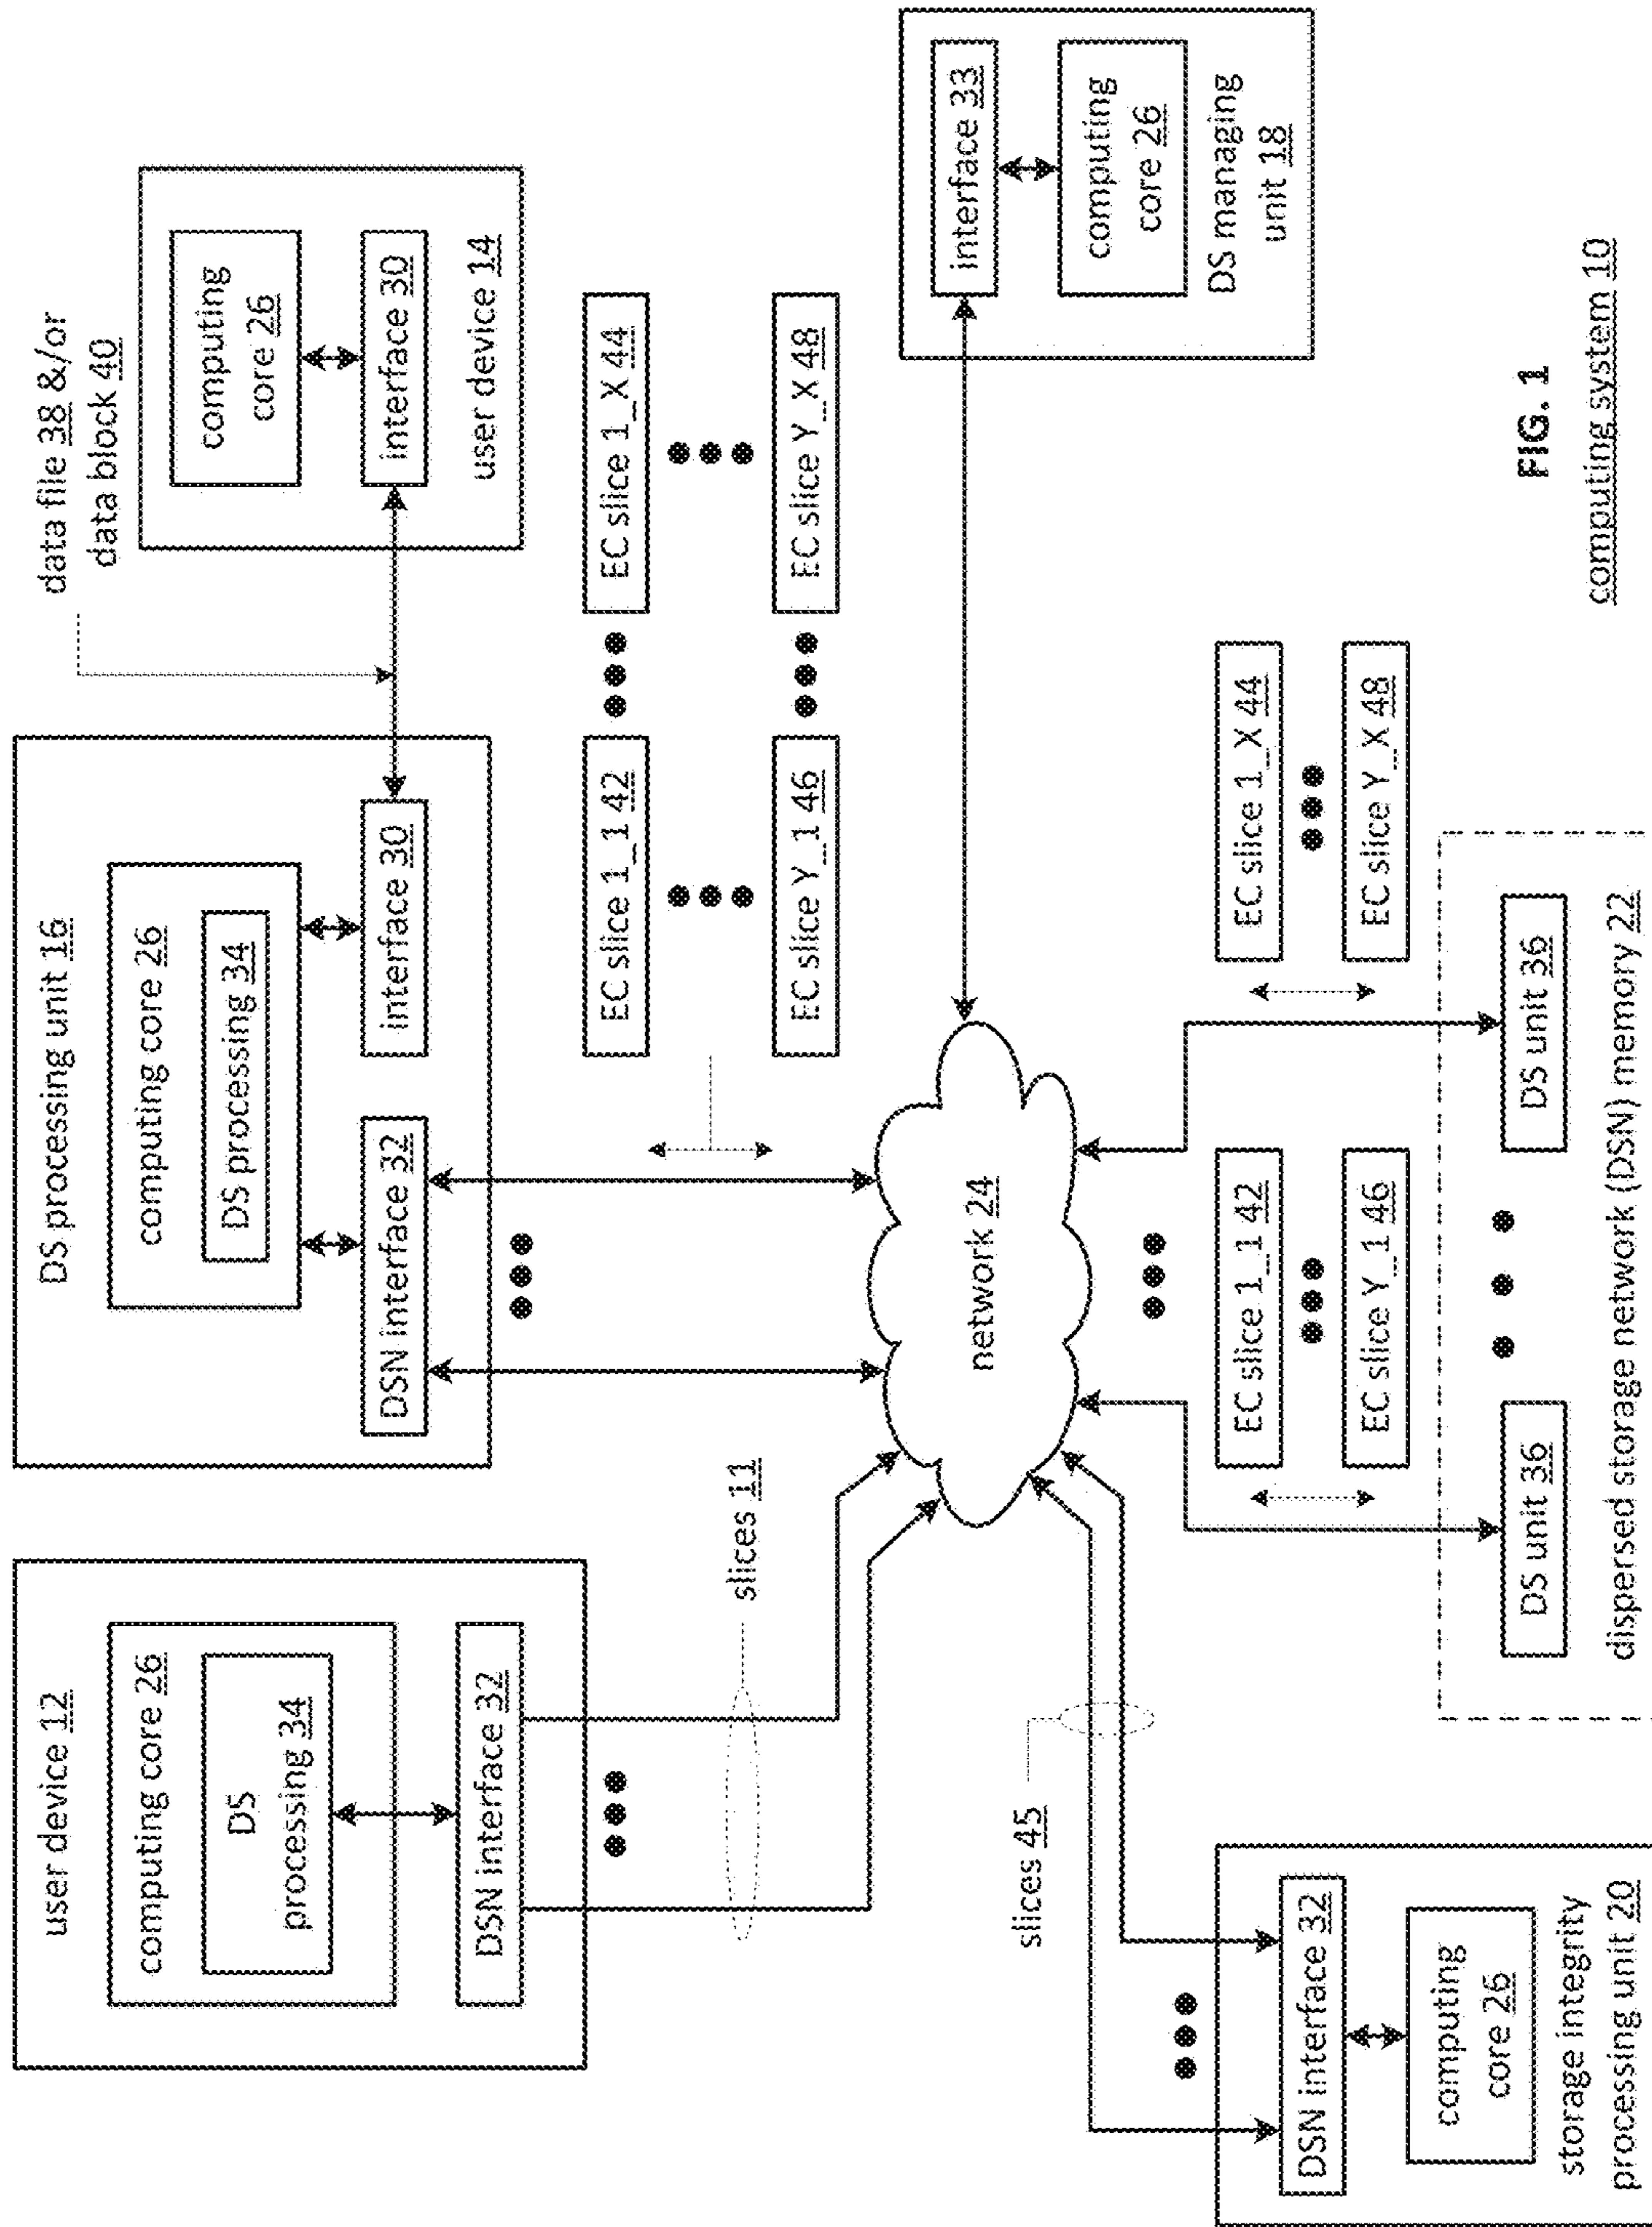 user device 12
computing core 26
DS
processing 34
DSN interface 32
slices 11
DS processing unit 16
computing core 26
DS processing 34
DSN interface 32
interface 30
data file 38 &/or
data block 40
computing
core 26
interface 30
user device 14
EC slice 1_1 42
EC slice 1_X 44
EC slice Y_1 46
EC slice Y_X 48
network 24
interface 33
computing
core 26
DS managing
unit 18
slices 45
DSN interface 32
computing
core 26
storage integrity
processing unit 20
EC slice 1_1 42
EC slice Y_1 46
EC slice 1_X 44
EC slice Y_X 48
DS unit 36
DS unit 36
dispersed storage network (DSN) memory 22
FIG. 1
computing system 10